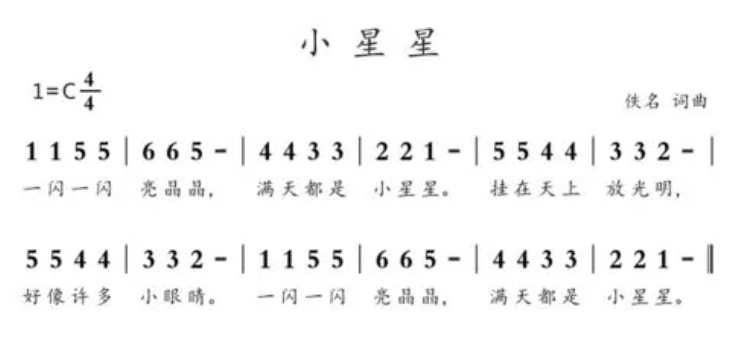 小星星
1=C 4/4
佚名 词曲
1 1 5 5 | 6 6 5 - | 4 4 3 3 | 2 2 1 - | 5 5 4 4 | 3 3 2 - |
一闪一闪 亮晶晶， 满天都是 小星星。 挂在天上 放光明，
5 5 4 4 | 3 3 2 - | 1 1 5 5 | 6 6 5 - | 4 4 3 3 | 2 2 1 - ‖
好像许多 小眼睛。 一闪一闪 亮晶晶， 满天都是 小星星。